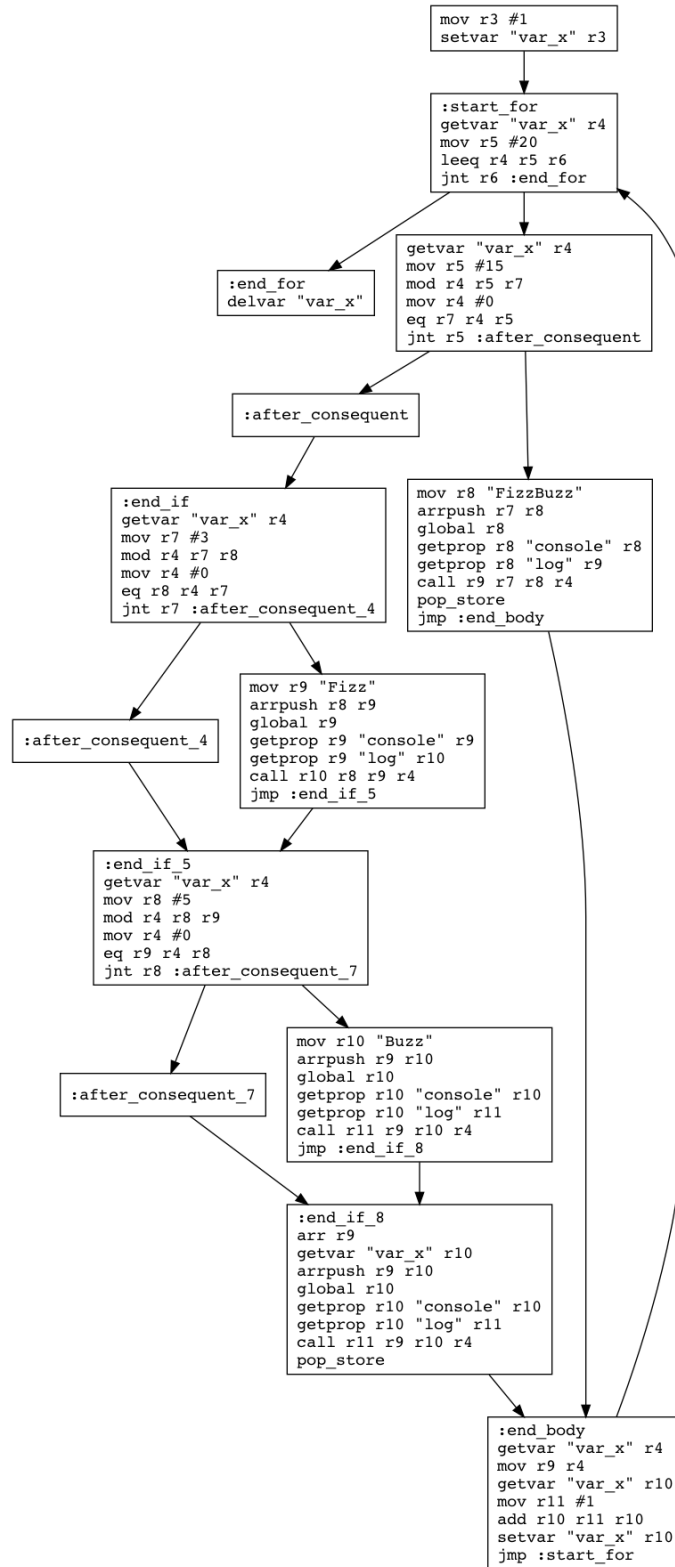 mov r3 #1
setvar "var_x" r3
:start_for
getvar "var_x" r4
mov r5 #20
leeq r4 r5 r6
jnt r6 :end_for
:end_for
delvar "var_x"
getvar "var_x" r4
mov r5 #15
mod r4 r5 r7
mov r4 #0
eq r7 r4 r5
jnt r5 :after_consequent
:after_consequent
:end_if
getvar "var_x" r4
mov r7 #3
mod r4 r7 r8
mov r4 #0
eq r8 r4 r7
jnt r7 :after_consequent_4
mov r8 "FizzBuzz"
arrpush r7 r8
global r8
getprop r8 "console" r8
getprop r8 "log" r9
call r9 r7 r8 r4
pop_store
jmp :end_body
:after_consequent_4
mov r9 "Fizz"
arrpush r8 r9
global r9
getprop r9 "console" r9
getprop r9 "log" r10
call r10 r8 r9 r4
jmp :end_if_5
:end_if_5
getvar "var_x" r4
mov r8 #5
mod r4 r8 r9
mov r4 #0
eq r9 r4 r8
jnt r8 :after_consequent_7
:after_consequent_7
mov r10 "Buzz"
arrpush r9 r10
global r10
getprop r10 "console" r10
getprop r10 "log" r11
call r11 r9 r10 r4
jmp :end_if_8
:end_if_8
arr r9
getvar "var_x" r10
arrpush r9 r10
global r10
getprop r10 "console" r10
getprop r10 "log" r11
call r11 r9 r10 r4
pop_store
:end_body
getvar "var_x" r4
mov r9 r4
getvar "var_x" r10
mov r11 #1
add r10 r11 r10
setvar "var_x" r10
jmp :start_for